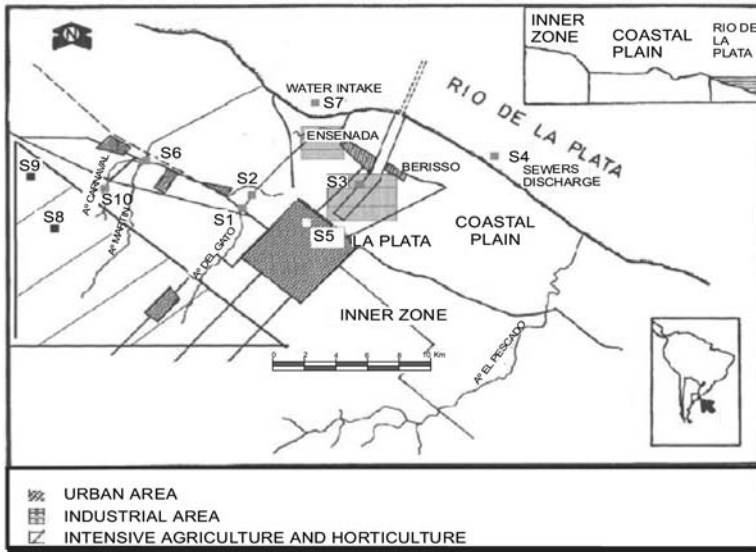 N
INNER
ZONE
COASTAL
PLAIN
RIO DE
LA
PLATA
WATER INTAKE
S7
RIO DE LA PLATA
ENSENADA
S6
S9
S2
BERISSO
S4
SEWERS
DISCHARGE
S3
Aº CARNAVAL
S10
S1
S8
Aº MARTIN
Aº DEL GATO
S5
LA PLATA
COASTAL
PLAIN
INNER ZONE
0 2 4 6 8 10 Km
Aº EL PESCADO
URBAN AREA
INDUSTRIAL AREA
INTENSIVE AGRICULTURE AND HORTICULTURE